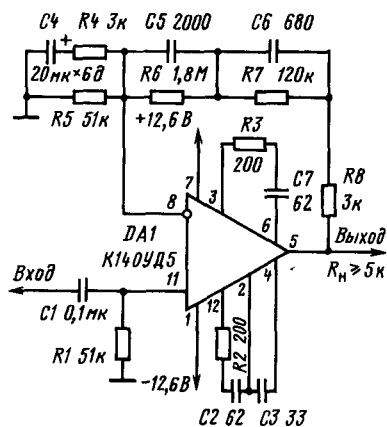 C4 + R4 3к C5 2000 C6 680
20мк×6в R6 1,8М R7 120к
R5 51к +12,6В R3
200 C7
62 R8
3к
7 3 6
8 5 Выход
DA1
К140УД5 4 Rн ≥ 5к
Вход 11 2
12
C1 0,1мк 1 R2 200
R1 51к
−12,6В
C2 62 C3 33